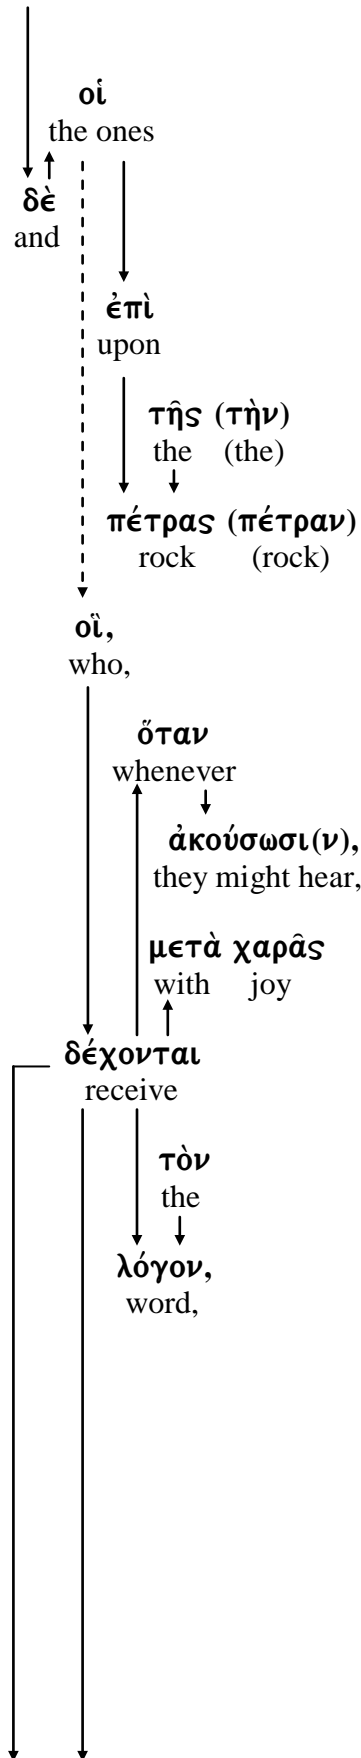 οἱ
the ones
δὲ
and
ἐπὶ
upon
τῆς (τὴν)
the (the)
πέτρας (πέτραν)
rock (rock)
οἳ,
who,
ὅταν
whenever
ἀκούσωσι(ν),
they might hear,
μετὰ χαρᾶς
with joy
δέχονται
receive
τὸν
the
λόγον,
word,